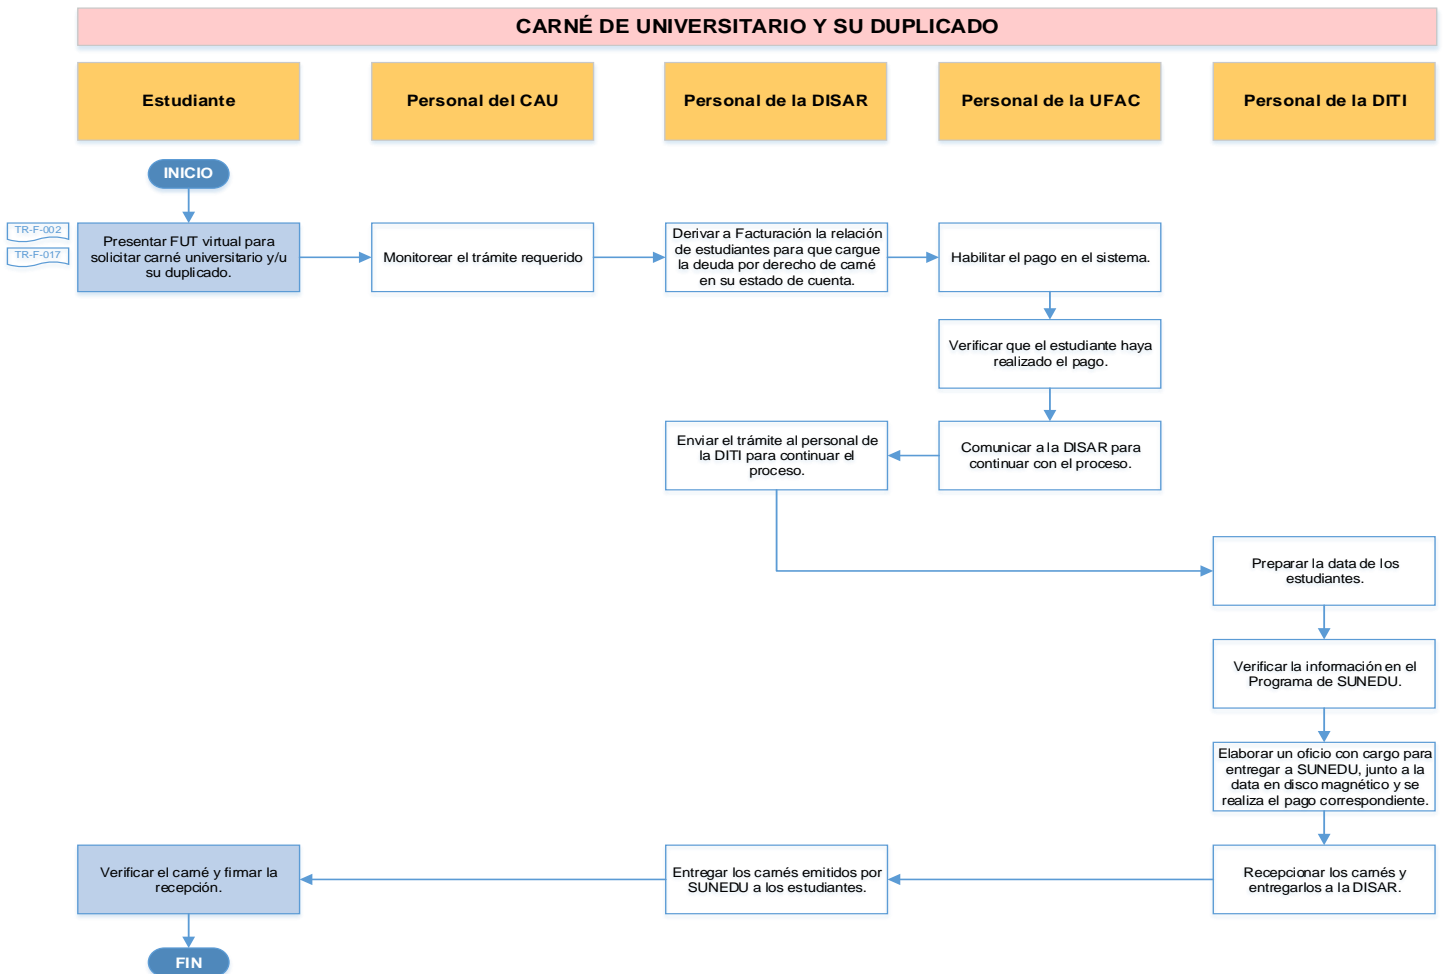 CARNÉ DE UNIVERSITARIO Y SU DUPLICADO
Estudiante
Personal del CAU
Personal de la DISAR
Personal de la UFAC
Personal de la DITI
INICIO
TR-F-002
TR-F-017
Presentar FUT virtual para
solicitar carné universitario y/u
su duplicado.
Monitorear el trámite requerido
Derivar a Facturación la relación
de estudiantes para que cargue
la deuda por derecho de carné
en su estado de cuenta.
Habilitar el pago en el sistema.
Verificar que el estudiante haya
realizado el pago.
Comunicar a la DISAR para
continuar con el proceso.
Enviar el trámite al personal de
la DITI para continuar el
proceso.
Preparar la data de los
estudiantes.
Verificar la información en el
Programa de SUNEDU.
Elaborar un oficio con cargo para
entregar a SUNEDU, junto a la
data en disco magnético y se
realiza el pago correspondiente.
Recepcionar los carnés y
entregarlos a la DISAR.
Entregar los carnés emitidos por
SUNEDU a los estudiantes.
Verificar el carné y firmar la
recepción.
FIN